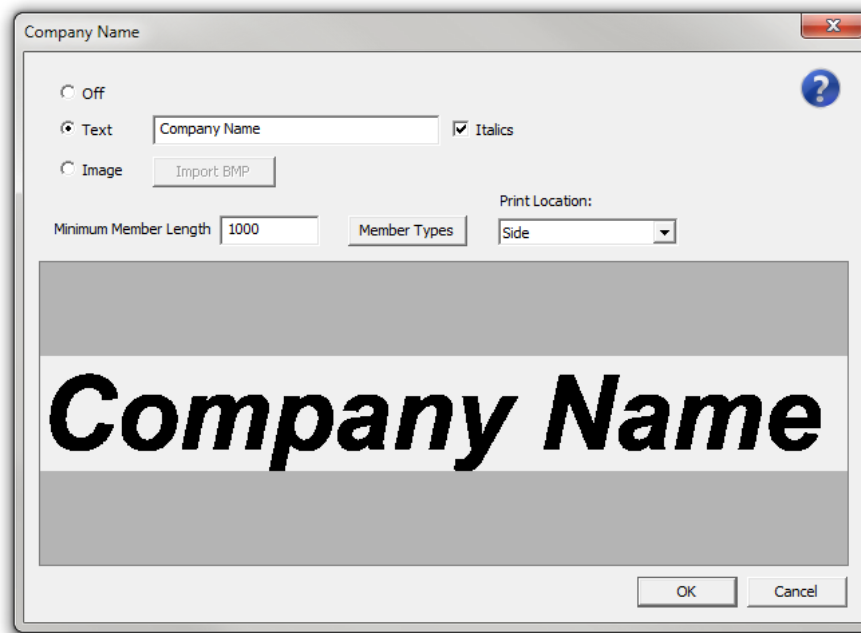 Company Name
Off
Text Company Name Italics
Image Import BMP
Print Location:
Minimum Member Length 1000 Member Types Side
Company Name
OK Cancel